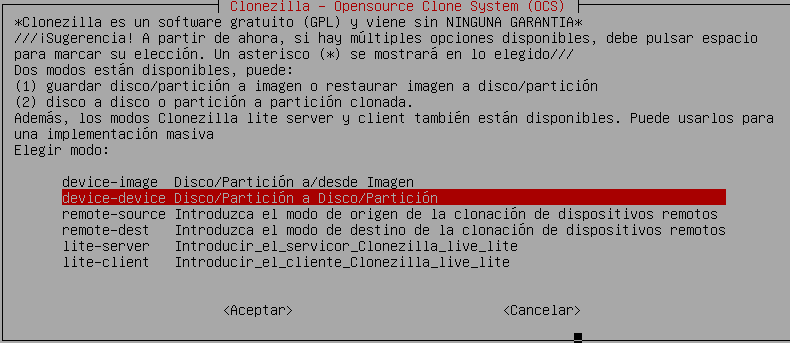 Clonezilla - Opensource Clone System (OCS)
*Clonezilla es un software gratuito (GPL) y viene sin NINGUNA GARANTIA*
///¡Sugerencia! A partir de ahora, si hay múltiples opciones disponibles, debe pulsar espacio
para marcar su elección. Un asterisco (*) se mostrará en lo elegido///
Dos modos están disponibles, puede:
(1) guardar disco/partición a imagen o restaurar imagen a disco/partición
(2) disco a disco o partición a partición clonada.
Además, los modos Clonezilla lite server y client también están disponibles. Puede usarlos para
una implementación masiva
Elegir modo:
device-image Disco/Partición a/desde Imagen
device-device Disco/Partición a Disco/Partición
remote-source Introduzca el modo de origen de la clonación de dispositivos remotos
remote-dest Introduzca el modo de destino de la clonación de dispositivos remotos
lite-server Introducir_el_servicor_Clonezilla_live_lite
lite-client Introducir_el_cliente_Clonezilla_live_lite
<Aceptar> <Cancelar>